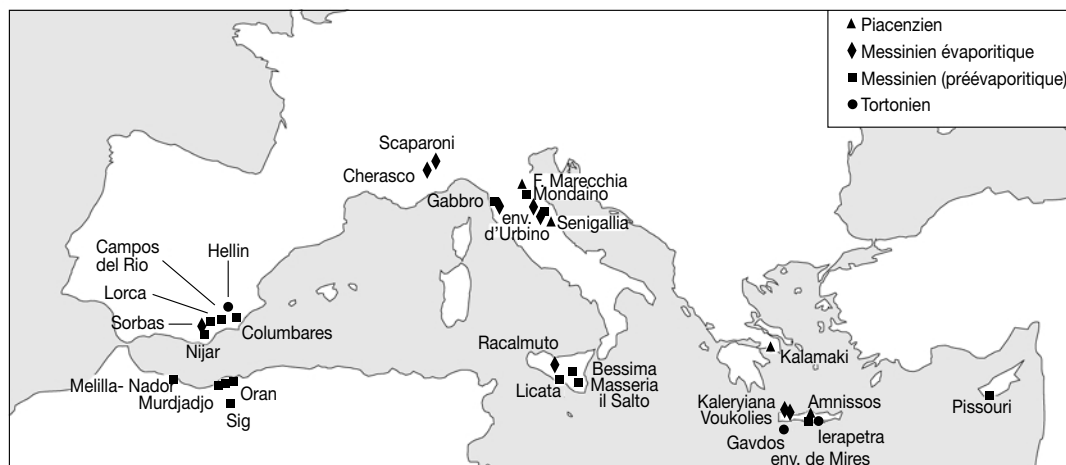 Piacenzien
Messinien évaporitique
Messinien (préévaporitique)
Tortonien
Scaparoni
Cherasco
F. Marecchia
Mondaino
Gabbro
env.
d'Urbino
Senigallia
Campos
del Rio
Hellin
Lorca
Sorbas
Columbares
Nijar
Racalmuto
Kalamaki
Melilla- Nador
Murdjadjo
Oran
Sig
Licata
Bessima
Masseria
il Salto
Kaleryiana
Voukolies
Amnissos
Pissouri
Gavdos
Ierapetra
env. de Mires